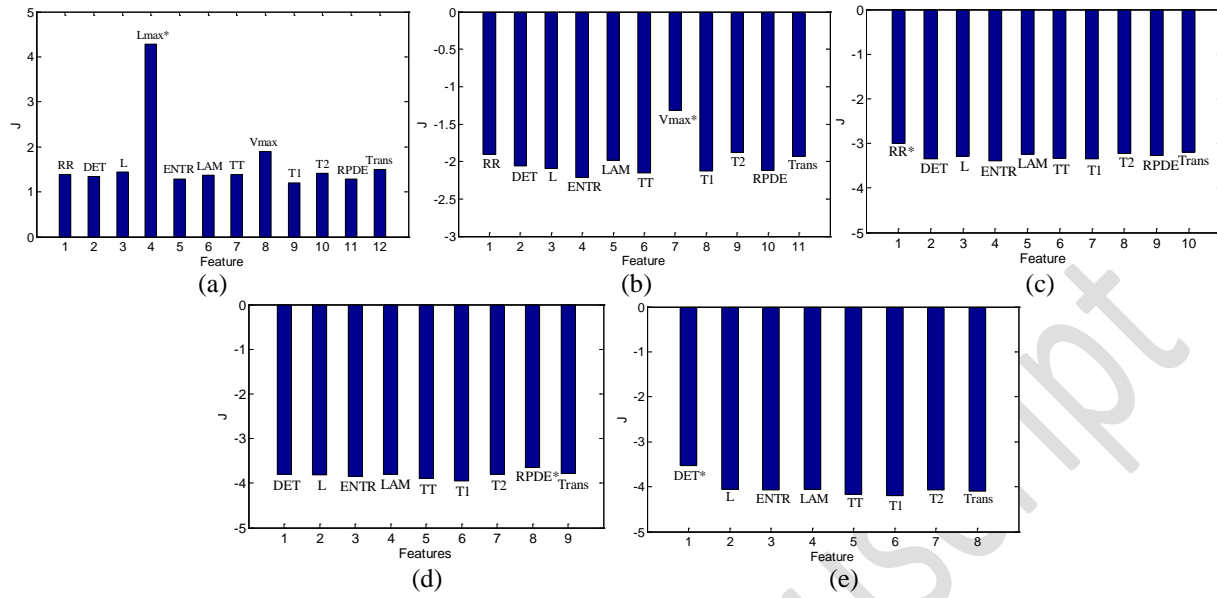 5
4
3
2
1
0
J
RR
DET
L
Lmax*
ENTR
LAM
TT
Vmax
T1
T2
RPDE
Trans
1 2 3 4 5 6 7 8 9 10 11 12
Feature
(a)
0
-0.5
-1
-1.5
-2
-2.5
-3
J
RR
DET
L
ENTR
LAM
TT
Vmax*
T1
T2
RPDE
Trans
1 2 3 4 5 6 7 8 9 10 11
Feature
(b)
0
-1
-2
-3
-4
-5
J
RR*
DET
L
ENTR
LAM
TT
T1
T2
RPDE
Trans
1 2 3 4 5 6 7 8 9 10
Feature
(c)
0
-1
-2
-3
-4
-5
J
DET
L
ENTR
LAM
TT
T1
T2
RPDE*
Trans
1 2 3 4 5 6 7 8 9
Features
(d)
0
-1
-2
-3
-4
-5
J
DET*
L
ENTR
LAM
TT
T1
T2
Trans
1 2 3 4 5 6 7 8
Feature
(e)